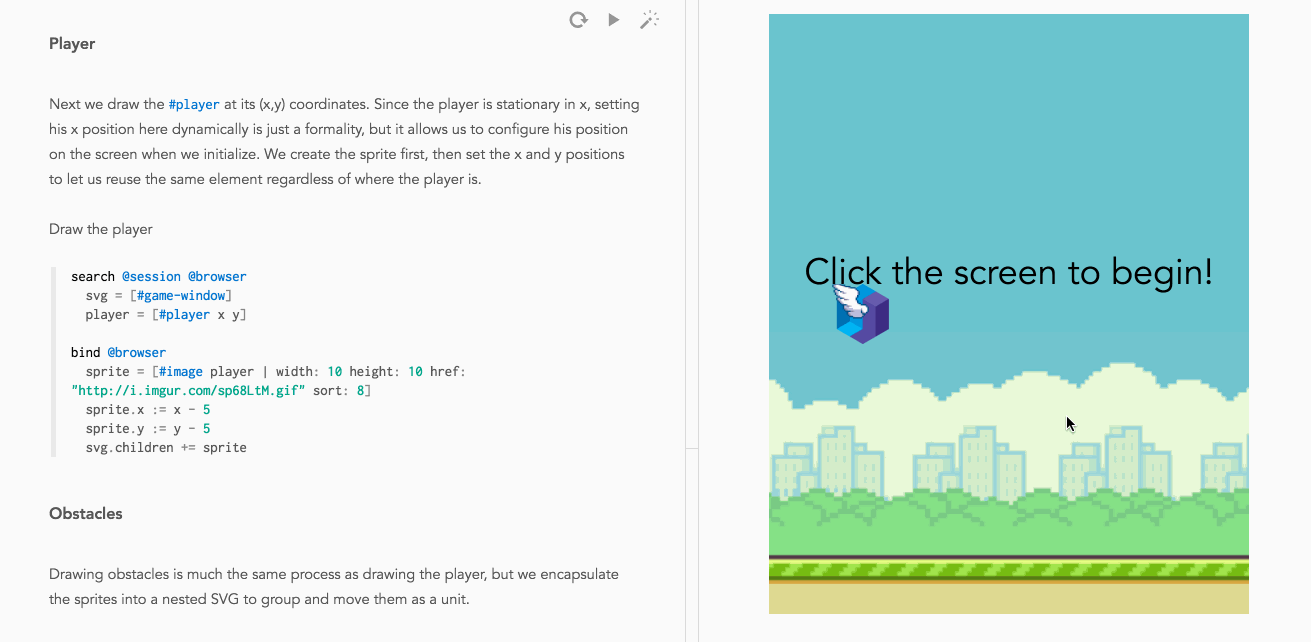 Player
Next we draw the #player at its (x,y) coordinates. Since the player is stationary in x, setting
his x position here dynamically is just a formality, but it allows us to configure his position
on the screen when we initialize. We create the sprite first, then set the x and y positions
to let us reuse the same element regardless of where the player is.
Draw the player
search @session @browser
  svg = [#game-window]
  player = [#player x y]
bind @browser
  sprite = [#image player | width: 10 height: 10 href:
"http://i.imgur.com/sp68LtM.gif" sort: 8]
  sprite.x := x - 5
  sprite.y := y - 5
  svg.children += sprite
Obstacles
Drawing obstacles is much the same process as drawing the player, but we encapsulate
the sprites into a nested SVG to group and move them as a unit.
Click the screen to begin!